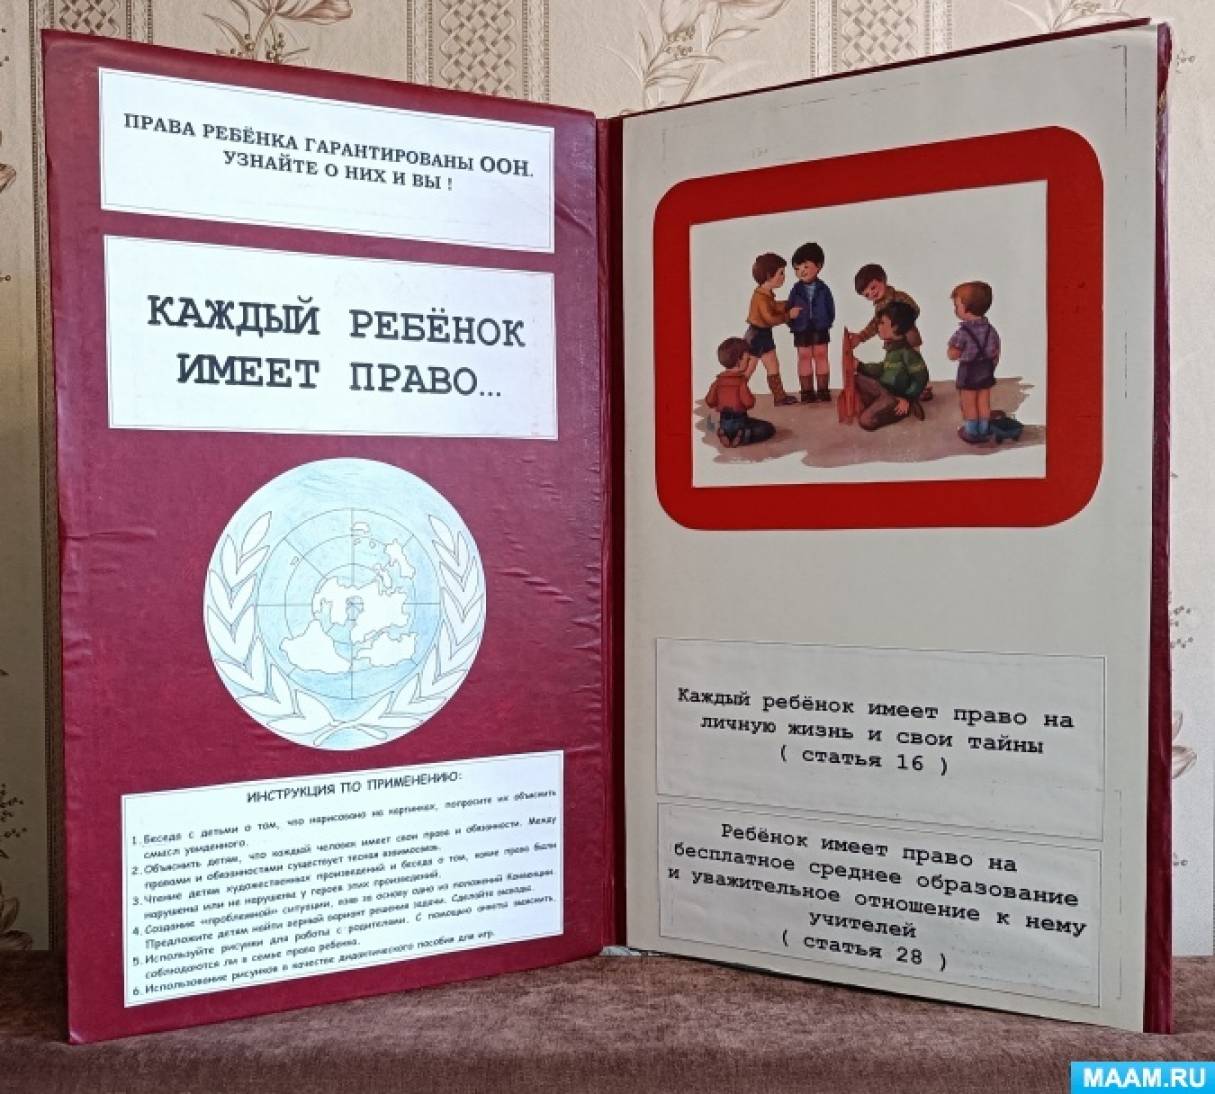 ПРАВА РЕБЁНКА ГАРАНТИРОВАНЫ ООН.
УЗНАЙТЕ О НИХ И ВЫ !
КАЖДЫЙ РЕБЁНОК
ИМЕЕТ ПРАВО...
ИНСТРУКЦИЯ ПО ПРИМЕНЕНИЮ:
1. Беседа с детьми о том, что нарисовано на картинках, попросите их объяснить
смысл увиденного.
2. Объяснить детям, что каждый человек имеет свои права и обязанности. Между
правами и обязанностями существует тесная взаимосвязь.
3. Чтение детям художественных произведений и беседа о том, какие права были
нарушены или не нарушены у героев этих произведений.
4. Создание «проблемной» ситуации, взяв за основу одно из положений Конвенции.
Предложите детям найти верный вариант решения задачи. Сделайте выводы.
5. Используйте рисунки для работы с родителями. С помощью анкеты выяснить,
соблюдаются ли в семье права ребёнка.
6. Использование рисунков в качестве дидактического пособия для игр.
Каждый ребёнок имеет право на
личную жизнь и свои тайны
( статья 16 )
Ребёнок имеет право на
бесплатное среднее образование
и уважительное отношение к нему
учителей
( статья 28 )
MAAM.RU